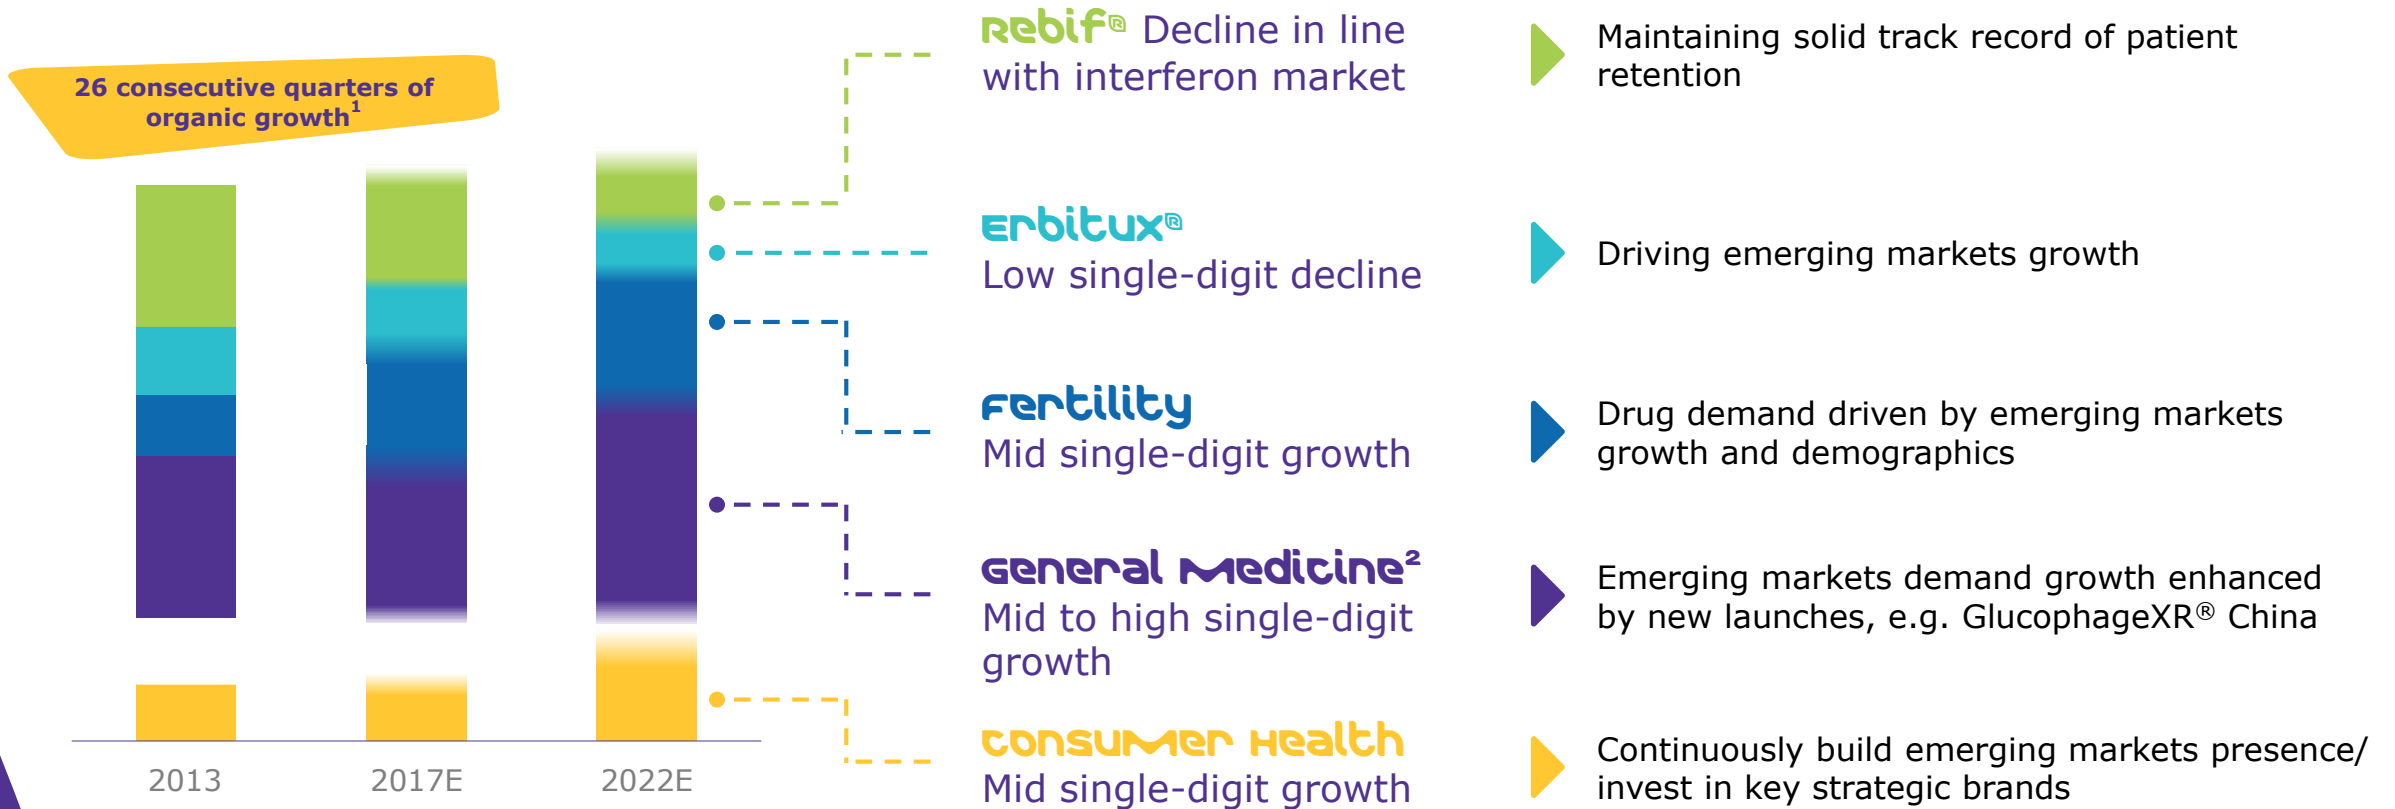 26 consecutive quarters of
organic growth¹
2013
2017E
2022E
Rebif® Decline in line
with interferon market
Maintaining solid track record of patient
retention
Erbitux®
Low single-digit decline
Driving emerging markets growth
Fertility
Mid single-digit growth
Drug demand driven by emerging markets
growth and demographics
General Medicine²
Mid to high single-digit
growth
Emerging markets demand growth enhanced
by new launches, e.g. GlucophageXR® China
Consumer Health
Mid single-digit growth
Continuously build emerging markets presence/
invest in key strategic brands